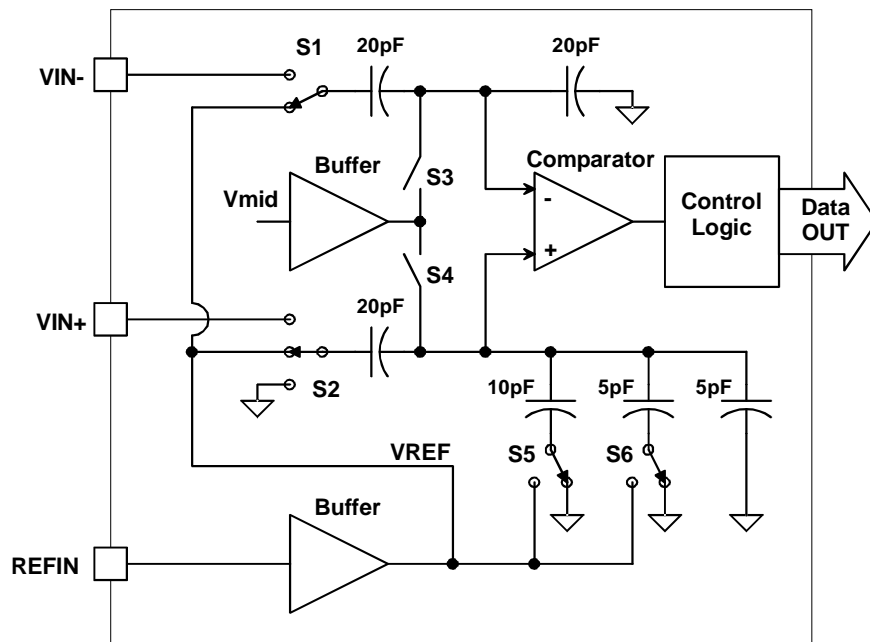 S1
20pF
20pF
VIN-
Buffer
Comparator
S3
Vmid
-
Control
Logic
Data
OUT
+
S4
20pF
VIN+
10pF
5pF
5pF
S2
VREF
S5
S6
Buffer
REFIN